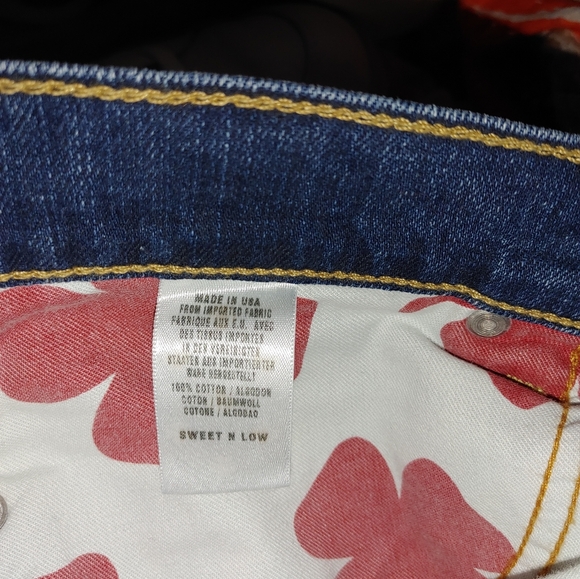 MADE IN USA
FROM IMPORTED FABRIC
FABRIQUE AUX E.U. AVEC
DES TISSUS IMPORTES
IN DEN VEREINIGTEN
STAATEN AUS IMPORTIERTER
WARE HERGESTELLT
100% COTTON / ALGODON
COTON / BAUMWOLL
COTONE / ALGODAO
SWEET N LOW